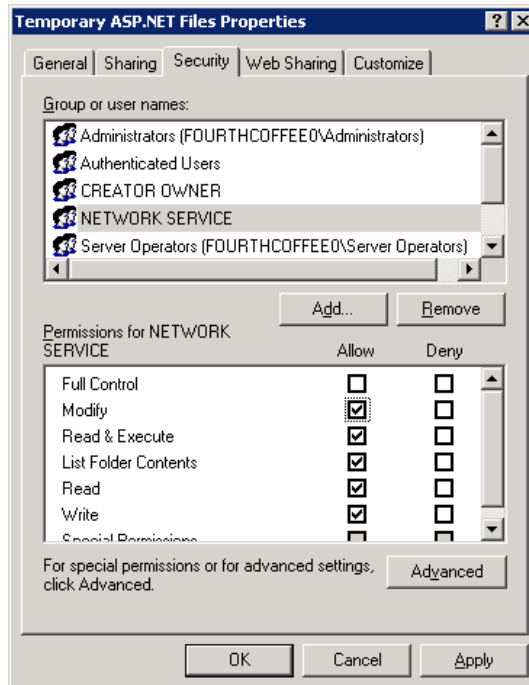 Temporary ASP.NET Files Properties
General Sharing Security Web Sharing Customize
Group or user names:
Administrators (FOURTHCOFFEE0\Administrators)
Authenticated Users
CREATOR OWNER
NETWORK SERVICE
Server Operators (FOURTHCOFFEE0\Server Operators)
Add... Remove
Permissions for NETWORK
SERVICE Allow Deny
Full Control
Modify
Read & Execute
List Folder Contents
Read
Write
Special Permissions
For special permissions or for advanced settings,
click Advanced.
Advanced
OK Cancel Apply